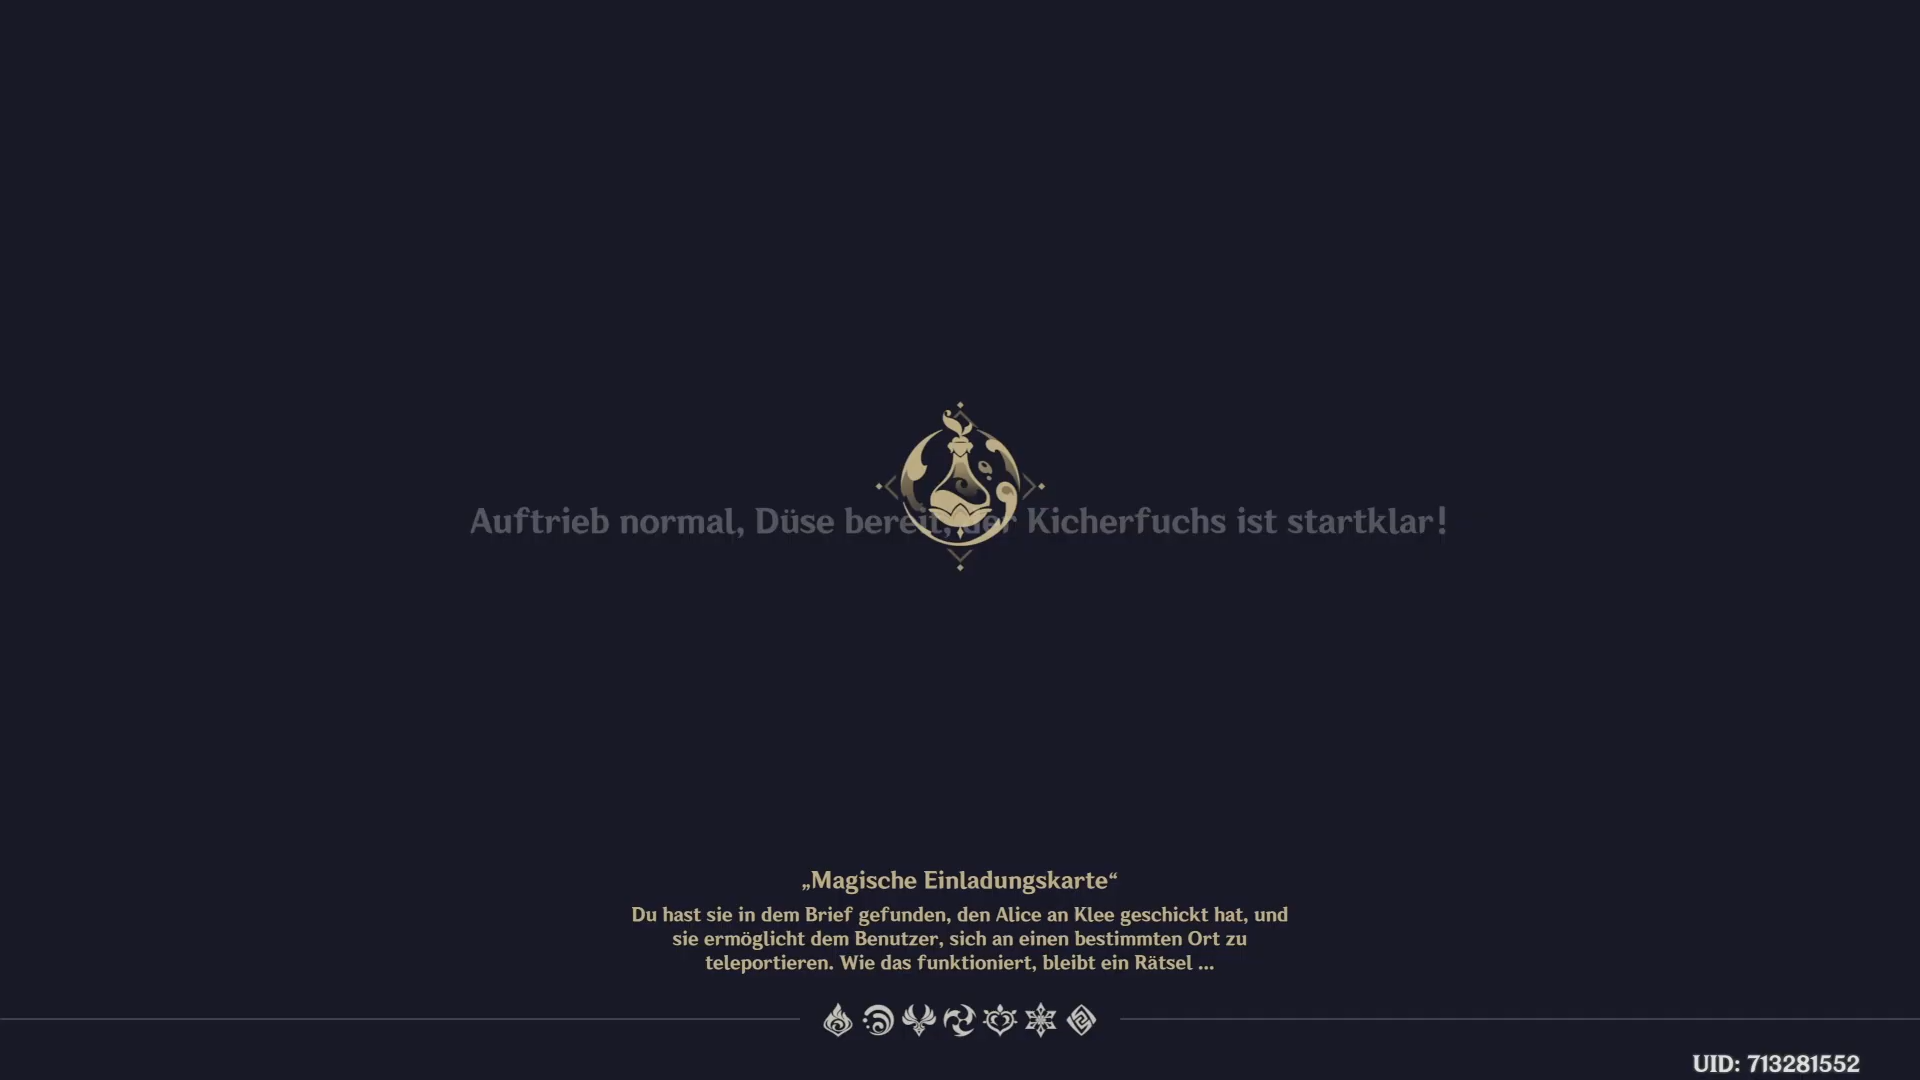 Auftrieb normal, Düse bereit, der Kicherfuchs ist startklar!
„Magische Einladungskarte“
Du hast sie in dem Brief gefunden, den Alice an Klee geschickt hat, und
sie ermöglicht dem Benutzer, sich an einen bestimmten Ort zu
teleportieren. Wie das funktioniert, bleibt ein Rätsel ...
UID: 713281552